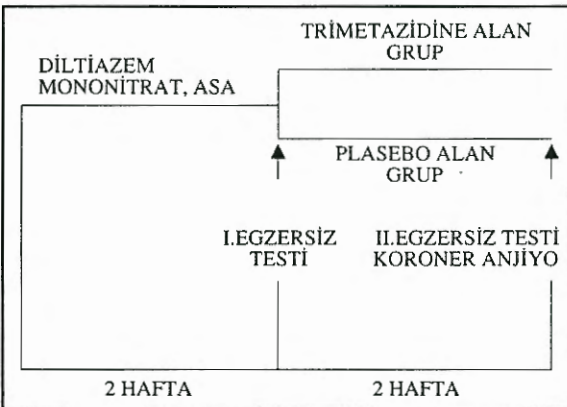 TRİMETAZİDİNE ALAN
GRUP
DİLTİAZEM
MONONİTRAT, ASA
PLASEBO ALAN
GRUP
I.EGZERSİZ
TESTİ
II.EGZERSİZ TESTİ
KORONER ANJİYO
2 HAFTA
2 HAFTA